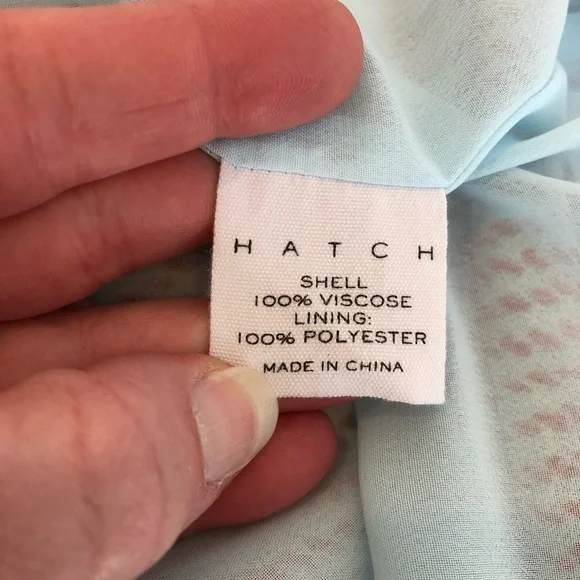 HATCH
SHELL
100% VISCOSE
LINING:
100% POLYESTER
MADE IN CHINA